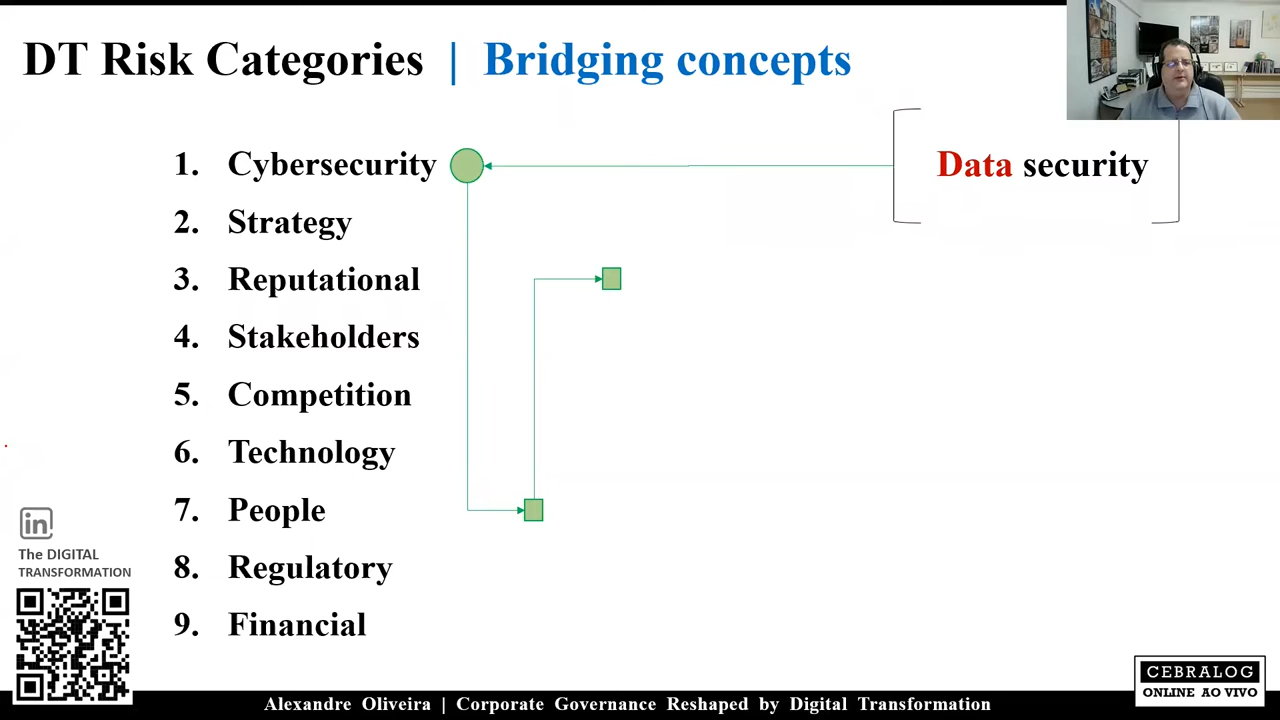 DT Risk Categories | Bridging concepts
Data security
1. Cybersecurity
2. Strategy
3. Reputational
4. Stakeholders
5. Competition
6. Technology
7. People
8. Regulatory
9. Financial
in
The DIGITAL
TRANSFORMATION
CEBRALOG
ONLINE AO VIVO
Alexandre Oliveira | Corporate Governance Reshaped by Digital Transformation